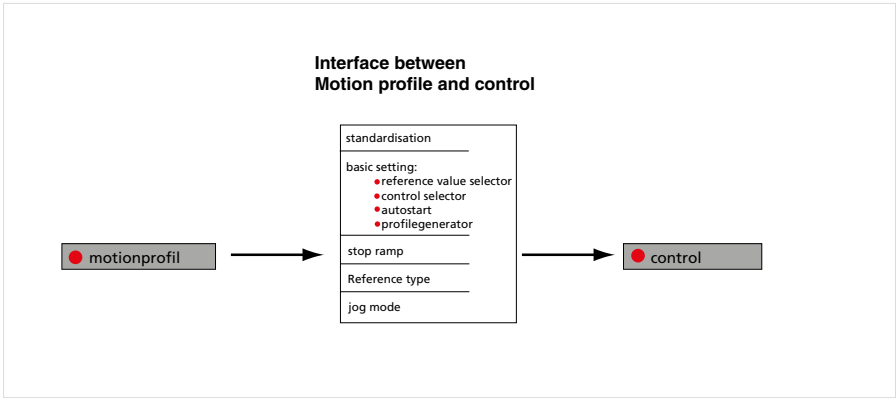 Interface between
Motion profile and control
standardisation
basic setting:
reference value selector
control selector
autostart
profilegenerator
motionprofil
stop ramp
control
Reference type
jog mode